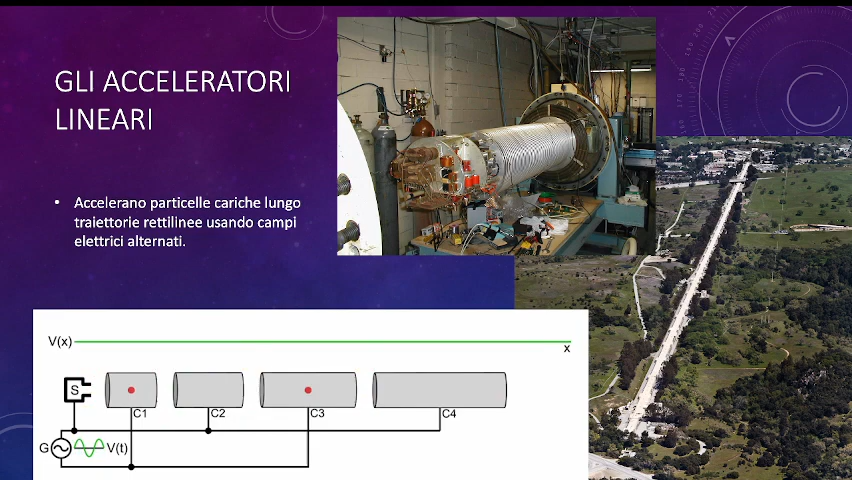 GLI ACCELERATORI
LINEARI
• Accelerano particelle cariche lungo
traiettorie rettilinee usando campi
elettrici alternati.
V(x)
x
S
C1
C2
C3
C4
G
V(t)